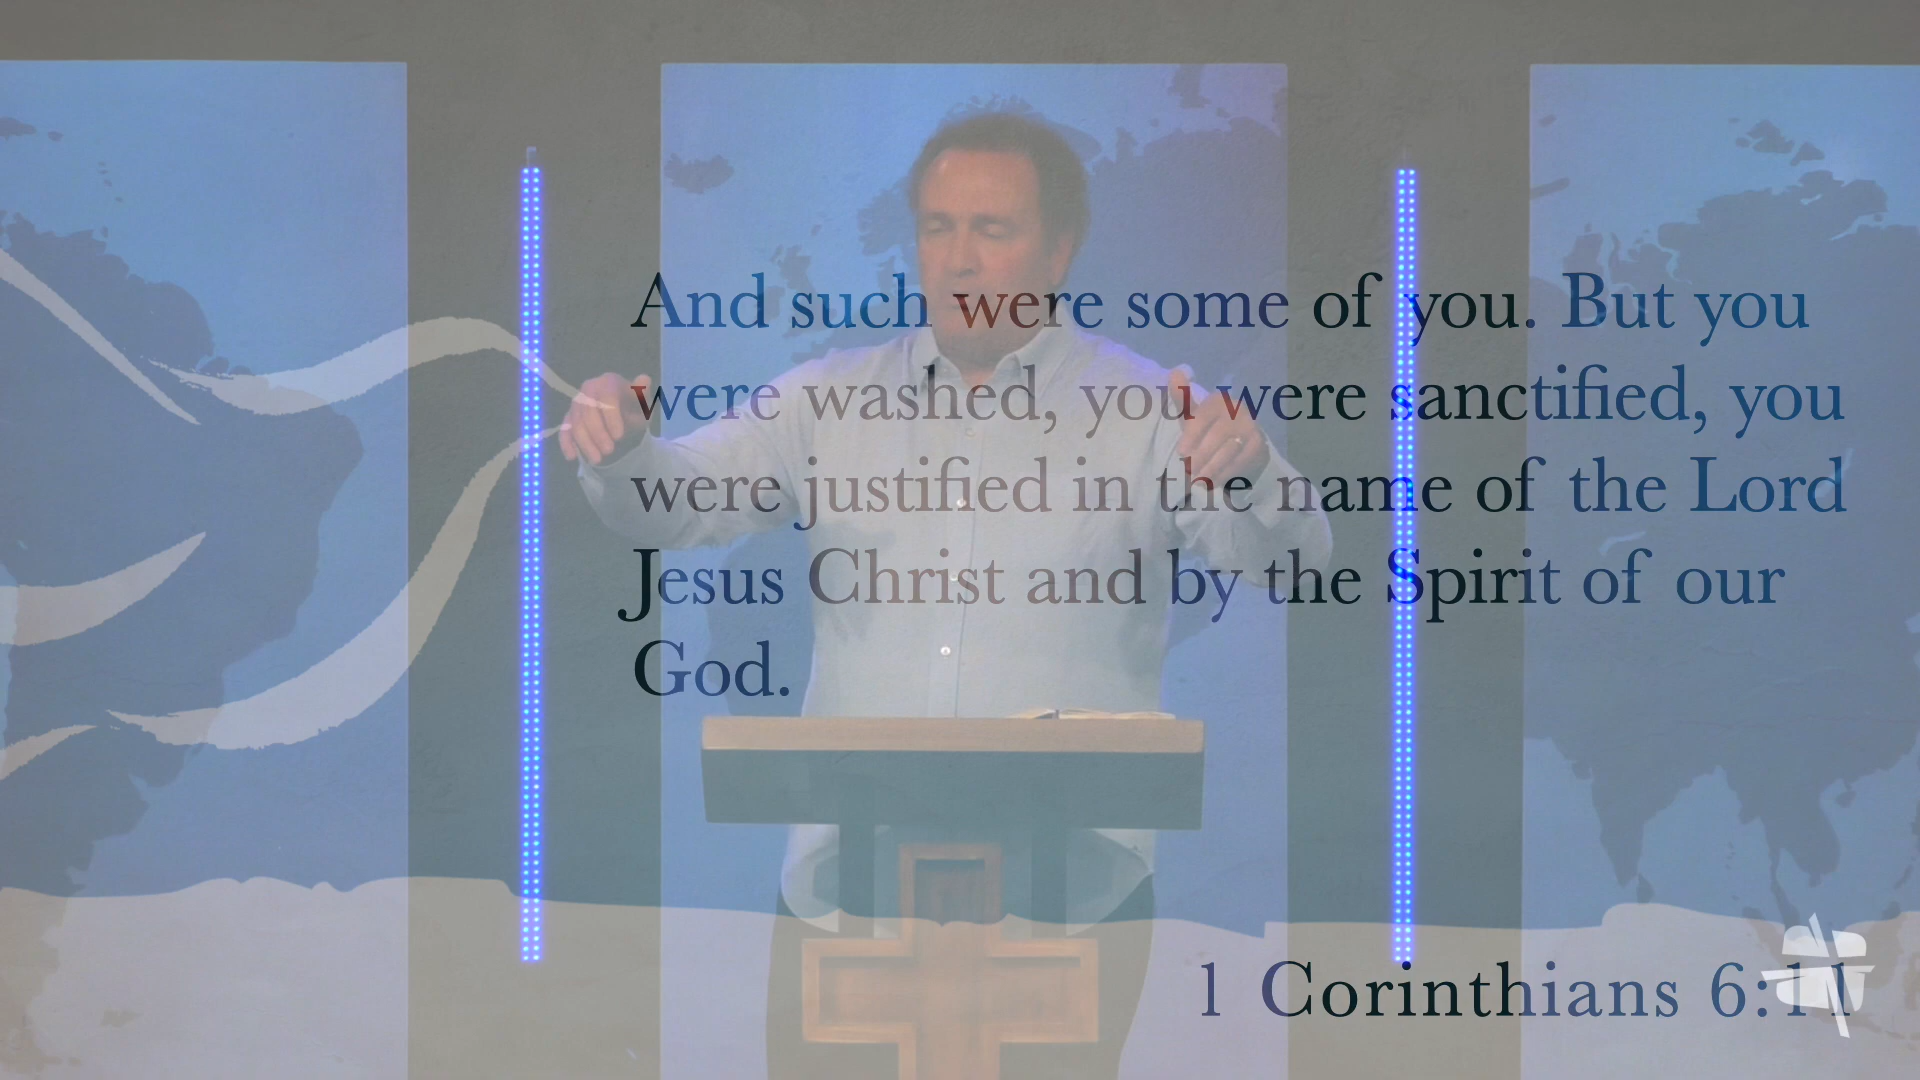 And such were some of you. But you
were washed, you were sanctified, you
were justified in the name of the Lord
Jesus Christ and by the Spirit of our
God.
1 Corinthians 6:11